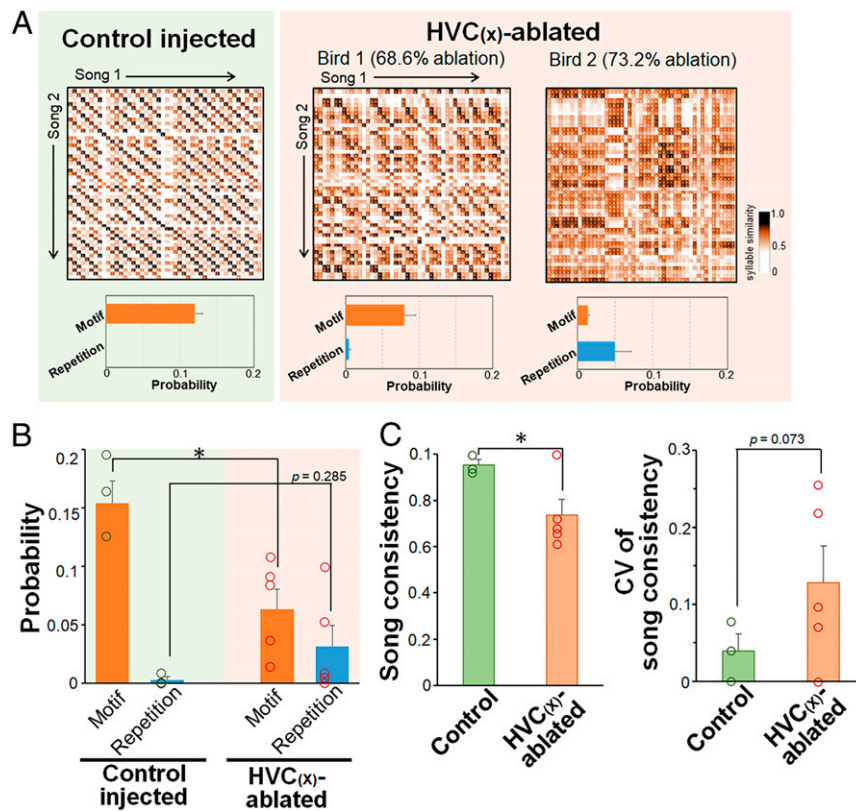 A
Control injected
HVC(X)-ablated
Bird 1 (68.6% ablation)
Bird 2 (73.2% ablation)
Song 1
Song 2
Song 1
Song 2
syllable similarity
1.0
0.5
0
Motif
Repetition
0 0.1 0.2
Probability
Motif
Repetition
0 0.1 0.2
Probability
Motif
Repetition
0 0.1 0.2
Probability
B
Probability
0.2
0.15
0.1
0.05
0
*
p = 0.285
Motif
Repetition
Motif
Repetition
Control
injected
HVC(X)-
ablated
C
Song consistency
0.1
0.8
0.6
0.4
0.2
0
*
Control
HVC(X)-
ablated
CV of
song consistency
0.3
0.2
0.1
0
p = 0.073
Control
HVC(X)-
ablated